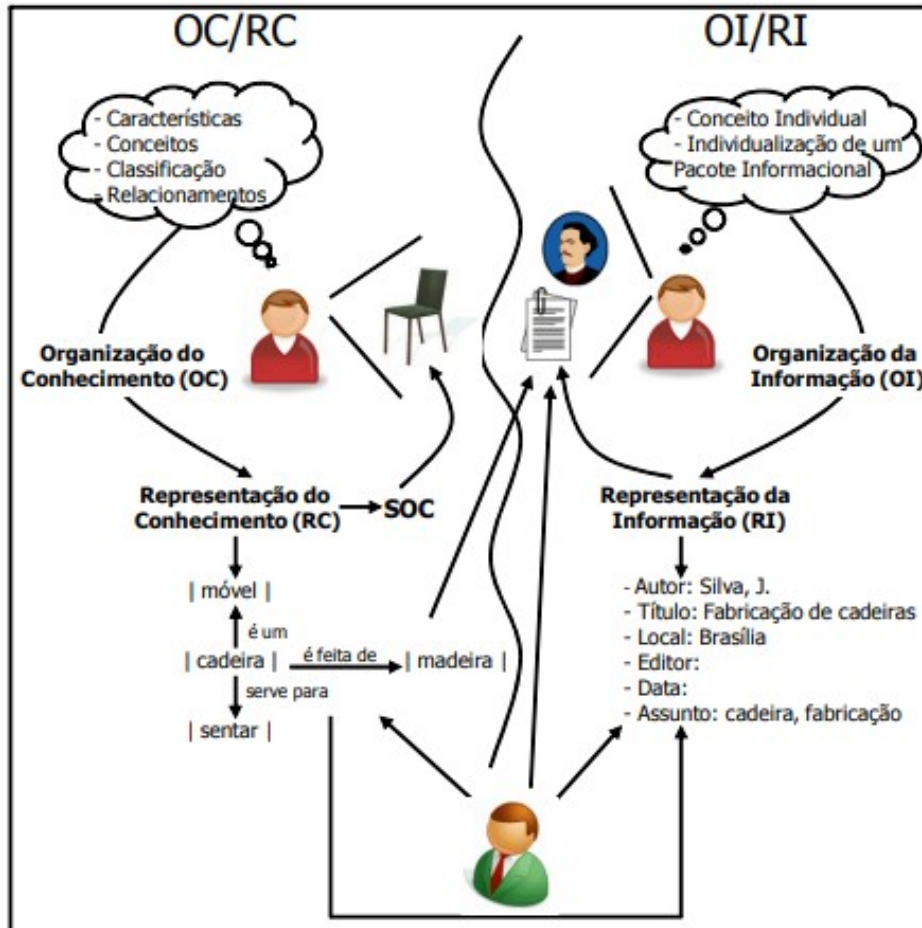 OC/RC
OI/RI
- Características
- Conceitos
- Classificação
- Relacionamentos
- Conceito Individual
- Individualização de um
Pacote Informacional
Organização do
Conhecimento (OC)
Organização da
Informação (OI)
Representação do
Conhecimento (RC)
SOC
Representação da
Informação (RI)
| móvel |
é um
| cadeira |
é feita de
| madeira |
serve para
| sentar |
- Autor: Silva, J.
- Título: Fabricação de cadeiras
- Local: Brasília
- Editor:
- Data:
- Assunto: cadeira, fabricação